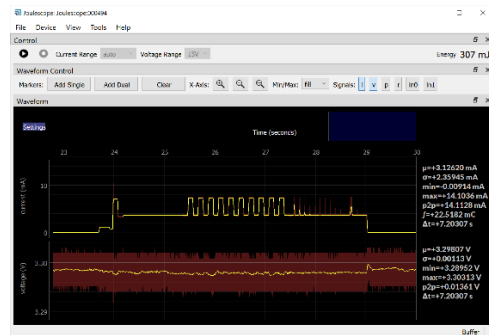 Joulescope: Joulescope:000494
File Device View Tools Help
Control
Current Range auto Voltage Range 15V Energy 307 mJ
Waveform Control
Markers: Add Single Add Dual Clear X-Axis: Min/Max: fill Signals: i v p r In0 In1
Waveform
Settings
Time (seconds)
23 24 25 26 27 28 29 30
current (mA)
10
0
μ=+3.12620 mA
σ=+2.35945 mA
min=-0.00914 mA
max=+14.1036 mA
p2p=+14.1128 mA
∫=+22.5182 mC
Δt=+7.20307 s
voltage (V)
3.30
3.29
μ=+3.29807 V
σ=+0.00113 V
min=+3.28952 V
max=+3.30313 V
p2p=+0.01361 V
Δt=+7.20307 s
Buffer